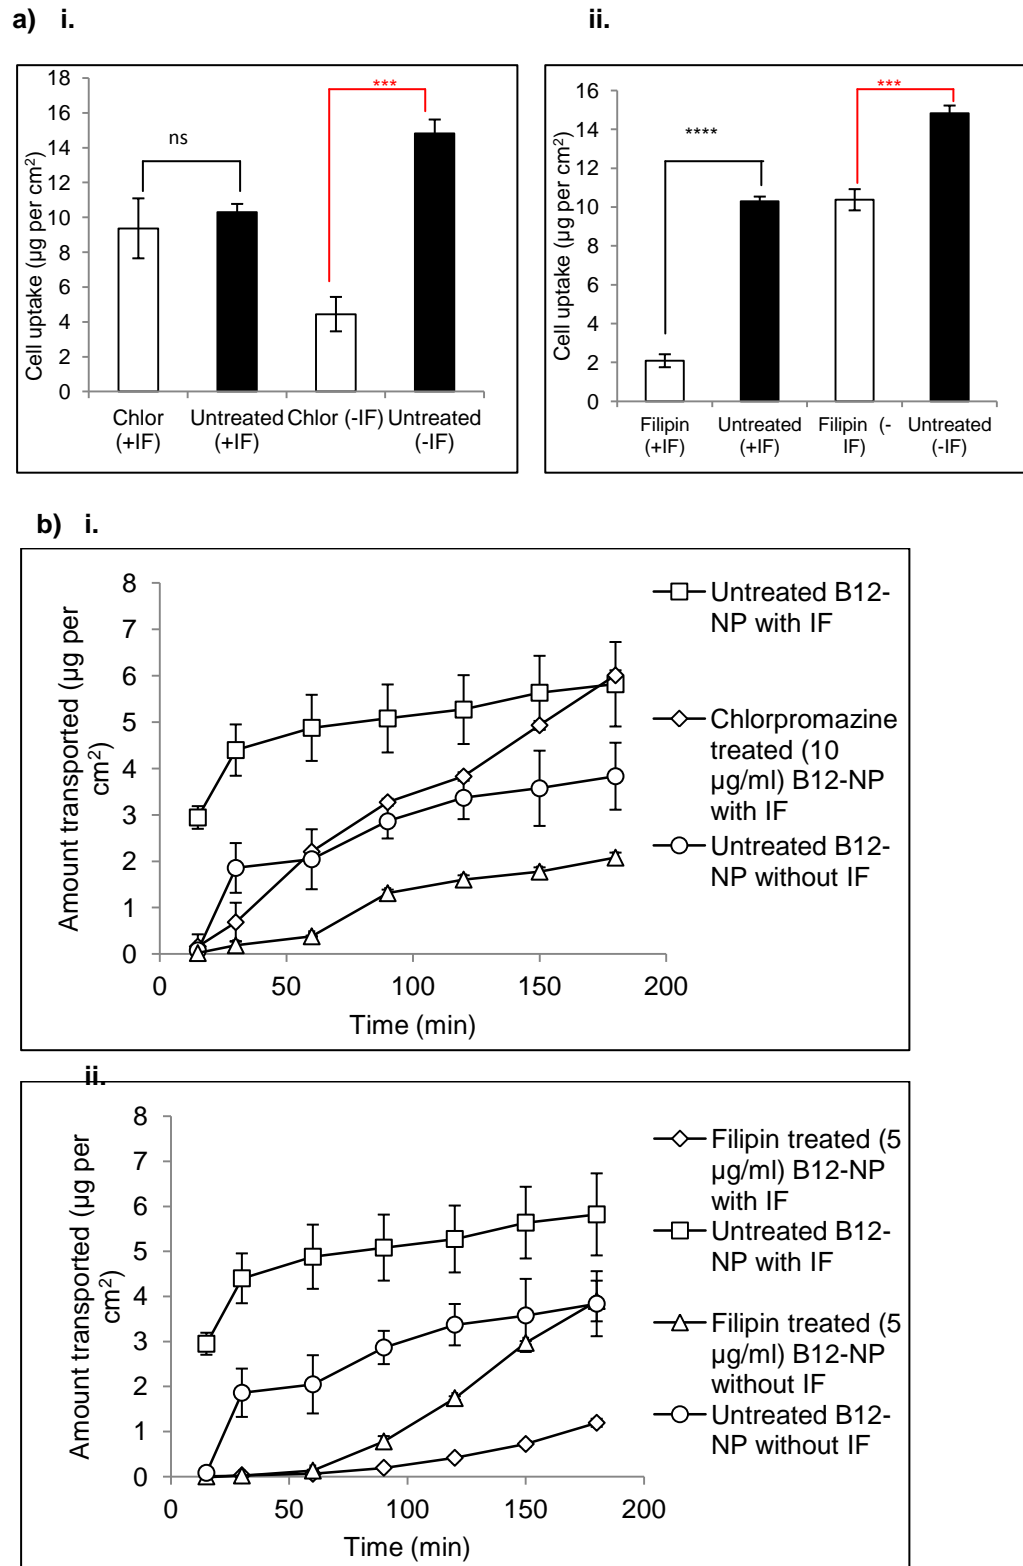 a) i.
ii.
Cell uptake (µg per cm²)
18
16
14
12
10
8
6
4
2
0
ns
***
Chlor (+IF)
Untreated (+IF)
Chlor (-IF)
Untreated (-IF)
Cell uptake (µg per cm²)
16
14
12
10
8
6
4
2
0
****
***
Filipin (+IF)
Untreated (+IF)
Filipin (-IF)
Untreated (-IF)
b) i.
Amount transported (µg per
cm²)
8
7
6
5
4
3
2
1
0
0 50 100 150 200
Time (min)
Untreated B12-
NP with IF
Chlorpromazine
treated (10
µg/ml) B12-NP
with IF
Untreated B12-
NP without IF
ii.
Amount transported (µg per
cm²)
8
7
6
5
4
3
2
1
0
0 50 100 150 200
Time (min)
Filipin treated (5
µg/ml) B12-NP
with IF
Untreated B12-
NP with IF
Filipin treated (5
µg/ml) B12-NP
without IF
Untreated B12-
NP without IF